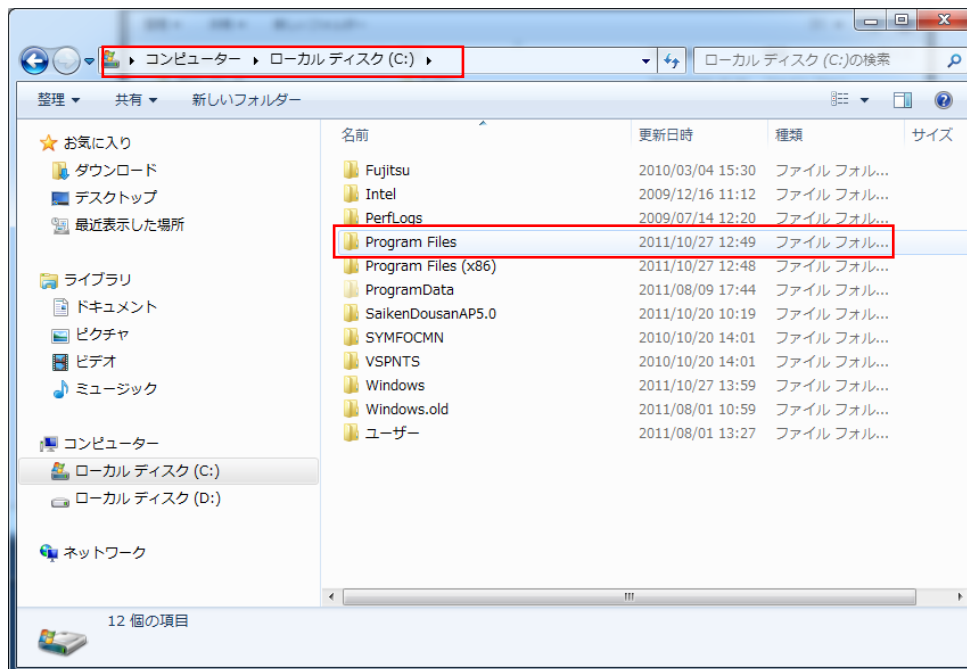 コンピューター ▸ ローカル ディスク (C:) ▸
ローカル ディスク (C:)の検索
整理 ▼ 共有 ▼ 新しいフォルダー
名前 更新日時 種類 サイズ
お気に入り
ダウンロード
デスクトップ
最近表示した場所
ライブラリ
ドキュメント
ピクチャ
ビデオ
ミュージック
コンピューター
ローカル ディスク (C:)
ローカル ディスク (D:)
ネットワーク
Fujitsu 2010/03/04 15:30 ファイル フォル...
Intel 2009/12/16 11:12 ファイル フォル...
PerfLogs 2009/07/14 12:20 ファイル フォル...
Program Files 2011/10/27 12:49 ファイル フォル...
Program Files (x86) 2011/10/27 12:48 ファイル フォル...
ProgramData 2011/08/09 17:44 ファイル フォル...
SaikenDousanAP5.0 2011/10/20 10:19 ファイル フォル...
SYMFOCMN 2010/10/20 14:01 ファイル フォル...
VSPNTS 2010/10/20 14:01 ファイル フォル...
Windows 2011/10/27 13:59 ファイル フォル...
Windows.old 2011/08/01 10:59 ファイル フォル...
ユーザー 2011/08/01 13:27 ファイル フォル...
12 個の項目